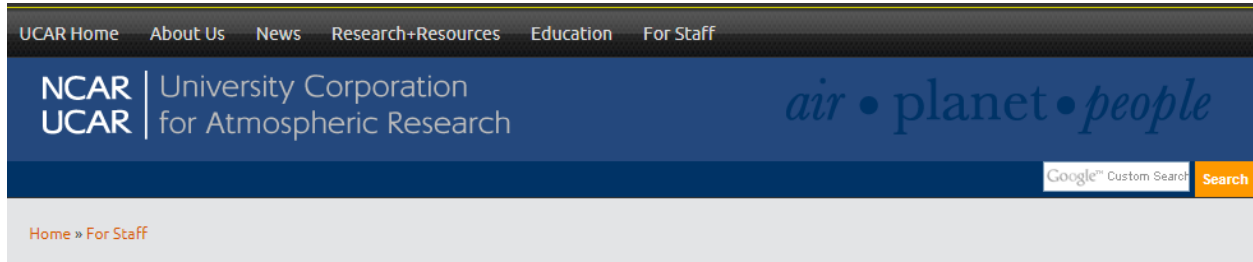 UCAR Home About Us News Research+Resources Education For Staff
NCAR University Corporation
UCAR for Atmospheric Research
air • planet • people
Google™ Custom Search Search
Home » For Staff